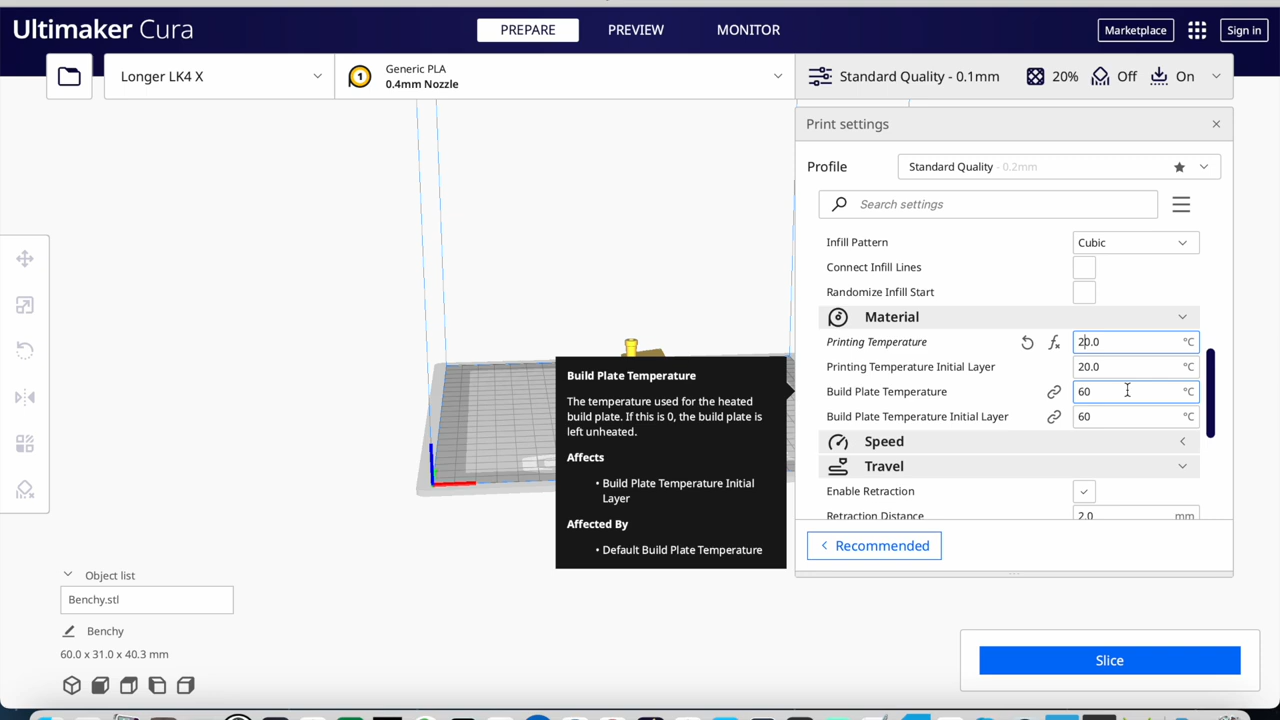 Ultimaker Cura
PREPARE
PREVIEW
MONITOR
Marketplace
Sign in
Longer LK4 X
1
Generic PLA
0.4mm Nozzle
Standard Quality - 0.1mm
20%
Off
On
Print settings
Profile
Standard Quality - 0.2mm
Search settings
Infill Pattern
Cubic
Connect Infill Lines
Randomize Infill Start
Material
Printing Temperature
20.0 °C
Printing Temperature Initial Layer
20.0 °C
Build Plate Temperature
60 °C
Build Plate Temperature Initial Layer
60 °C
Speed
Travel
Enable Retraction
Retraction Distance
2.0 mm
Recommended
Build Plate Temperature
The temperature used for the heated
build plate. If this is 0, the build plate is
left unheated.
Affects
• Build Plate Temperature Initial
Layer
Affected By
• Default Build Plate Temperature
Object list
Benchy.stl
Benchy
60.0 x 31.0 x 40.3 mm
Slice